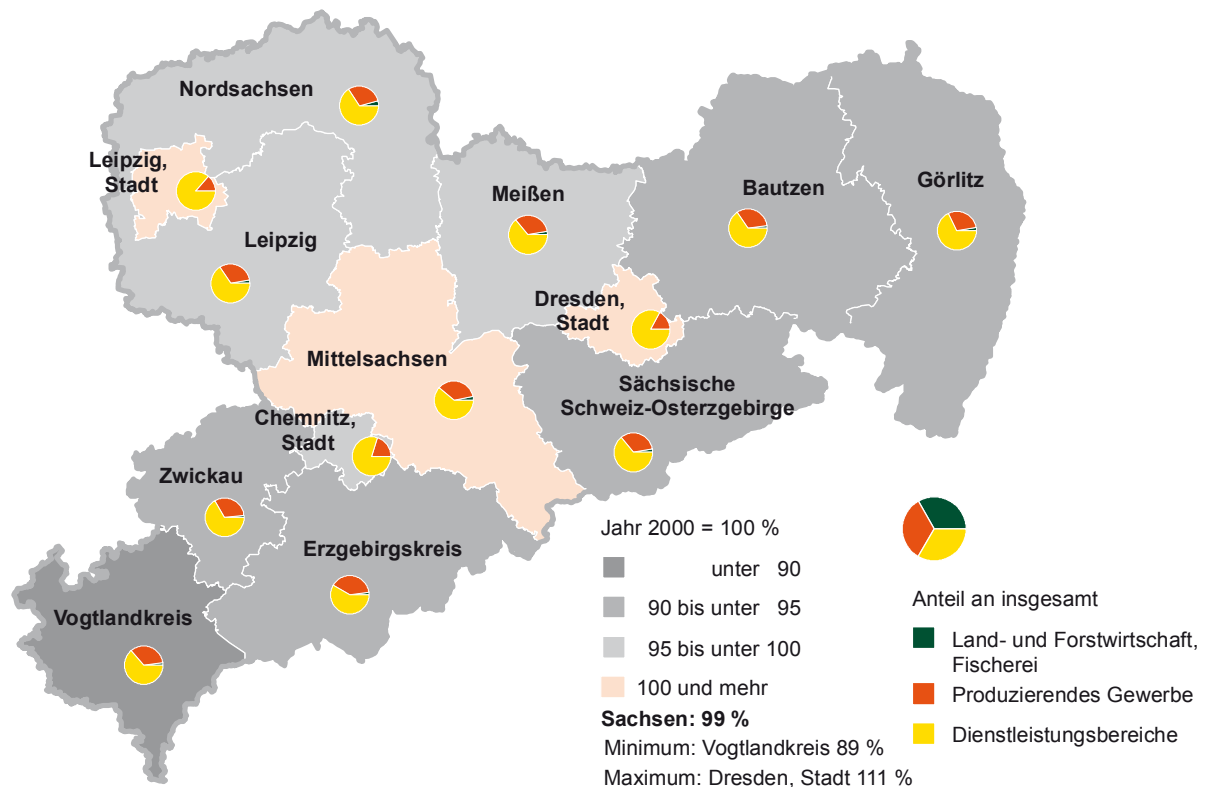 Nordsachsen
Leipzig,
Stadt
Leipzig
Meißen
Bautzen
Görlitz
Dresden,
Stadt
Mittelsachsen
Sächsische
Schweiz-Osterzgebirge
Chemnitz,
Stadt
Zwickau
Erzgebirgskreis
Vogtlandkreis
Jahr 2000 = 100 %
unter 90
90 bis unter 95
95 bis unter 100
100 und mehr
Sachsen: 99 %
Minimum: Vogtlandkreis 89 %
Maximum: Dresden, Stadt 111 %
Anteil an insgesamt
Land- und Forstwirtschaft,
Fischerei
Produzierendes Gewerbe
Dienstleistungsbereiche